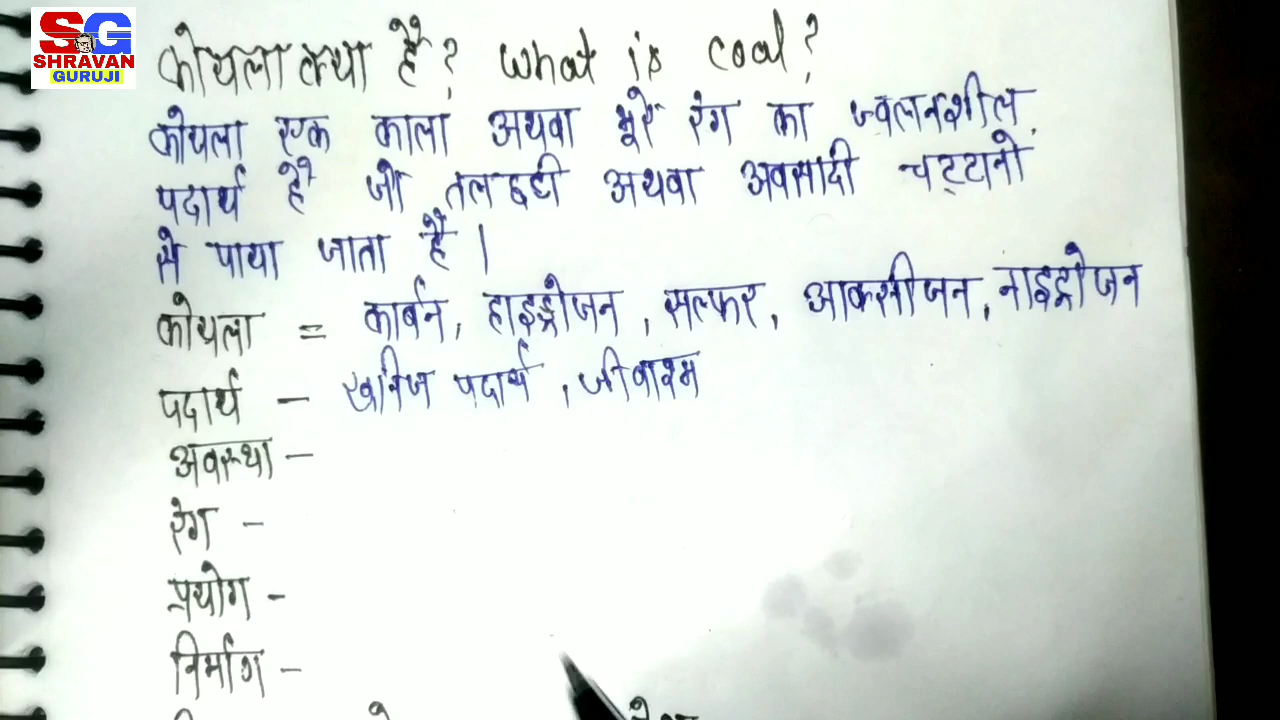 SG
SHRAVAN
GURUJI
कोयला क्या है? What is coal?
कोयला एक काला अथवा भूरे रंग का ज्वलनशील
पदार्थ है जो तलछटी अथवा अवसादी चट्टानो
से पाया जाता है।
कोयला = कार्बन, हाइड्रोजन, सल्फर, आक्सीजन, नाइट्रोजन
पदार्थ - खनिज पदार्थ, जीवाश्म
अवस्था -
रंग -
प्रयोग -
निर्माण -